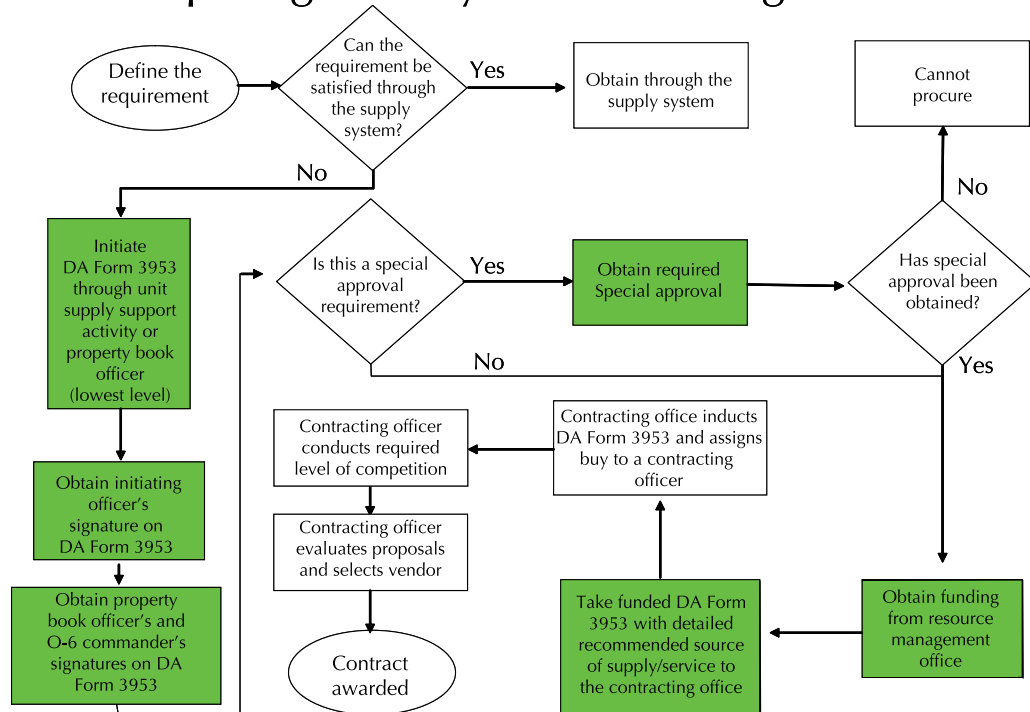 Define the
requirement
Can the
requirement be
satisfied through
the supply
system?
Yes
Obtain through the
supply system
Cannot
procure
No
No
Initiate
DA Form 3953
through unit
supply support
activity or
property book
officer
(lowest level)
Is this a special
approval
requirement?
Yes
Obtain required
Special approval
Has special
approval been
obtained?
No
Yes
Contracting officer
conducts required
level of competition
Contracting office inducts
DA Form 3953 and assigns
buy to a contracting
officer
Obtain initiating
officer's
signature on
DA Form 3953
Contracting officer
evaluates proposals
and selects vendor
Obtain property
book officer's and
O-6 commander's
signatures on DA
Form 3953
Contract
awarded
Take funded DA Form
3953 with detailed
recommended source
of supply/service to
the contracting office
Obtain funding
from resource
management
office